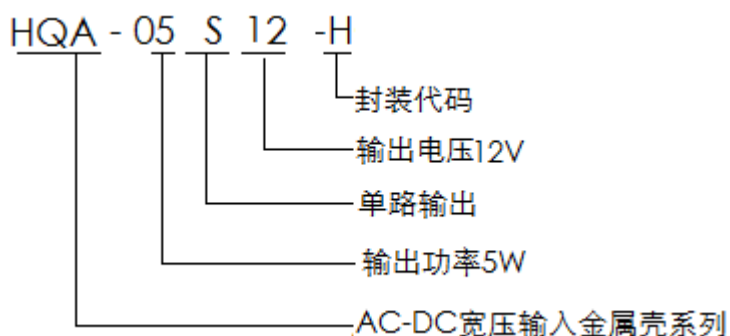 HQA - 05 S 12 -H
封装代码
输出电压12V
单路输出
输出功率5W
AC-DC宽压输入金属壳系列